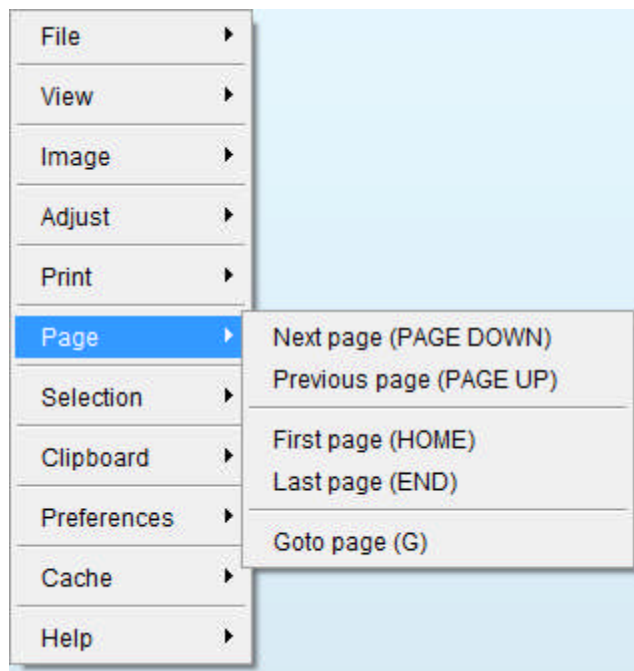 File
View
Image
Adjust
Print
Page
Selection
Clipboard
Preferences
Cache
Help
Next page (PAGE DOWN)
Previous page (PAGE UP)
First page (HOME)
Last page (END)
Goto page (G)